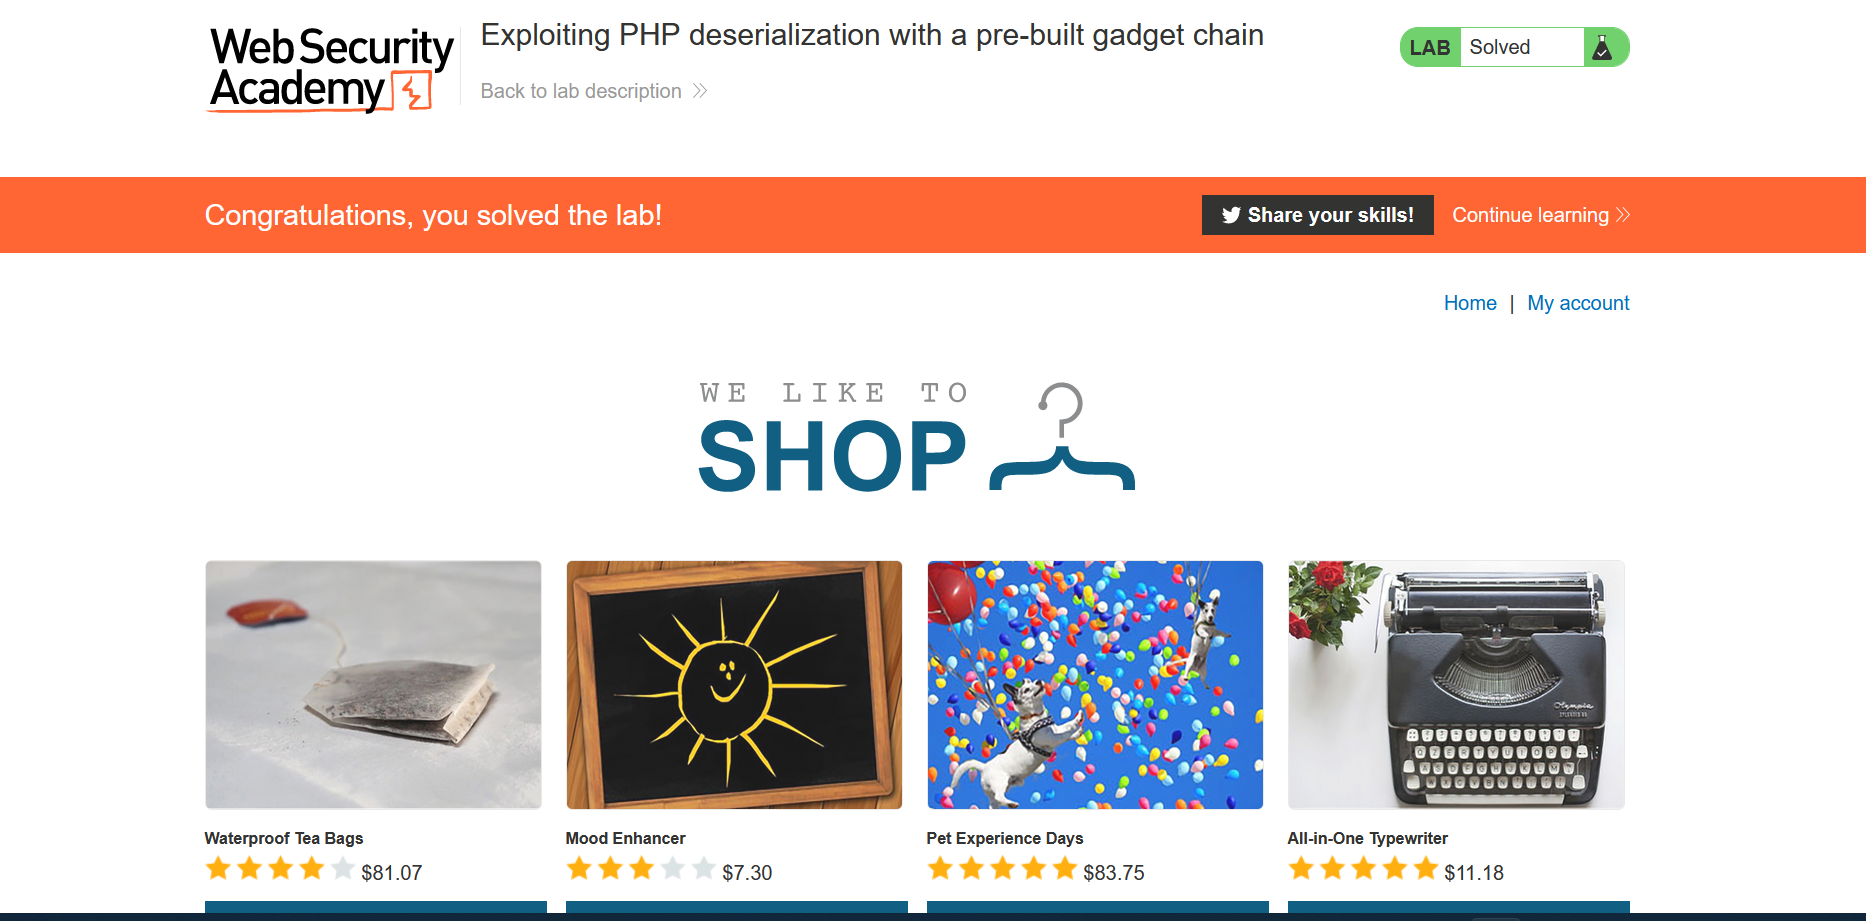 Web Security
Academy
Exploiting PHP deserialization with a pre-built gadget chain
Back to lab description
LAB Solved
Congratulations, you solved the lab!
Share your skills!
Continue learning
Home | My account
WE LIKE TO
SHOP
Waterproof Tea Bags
$81.07
Mood Enhancer
$7.30
Pet Experience Days
$83.75
All-in-One Typewriter
$11.18